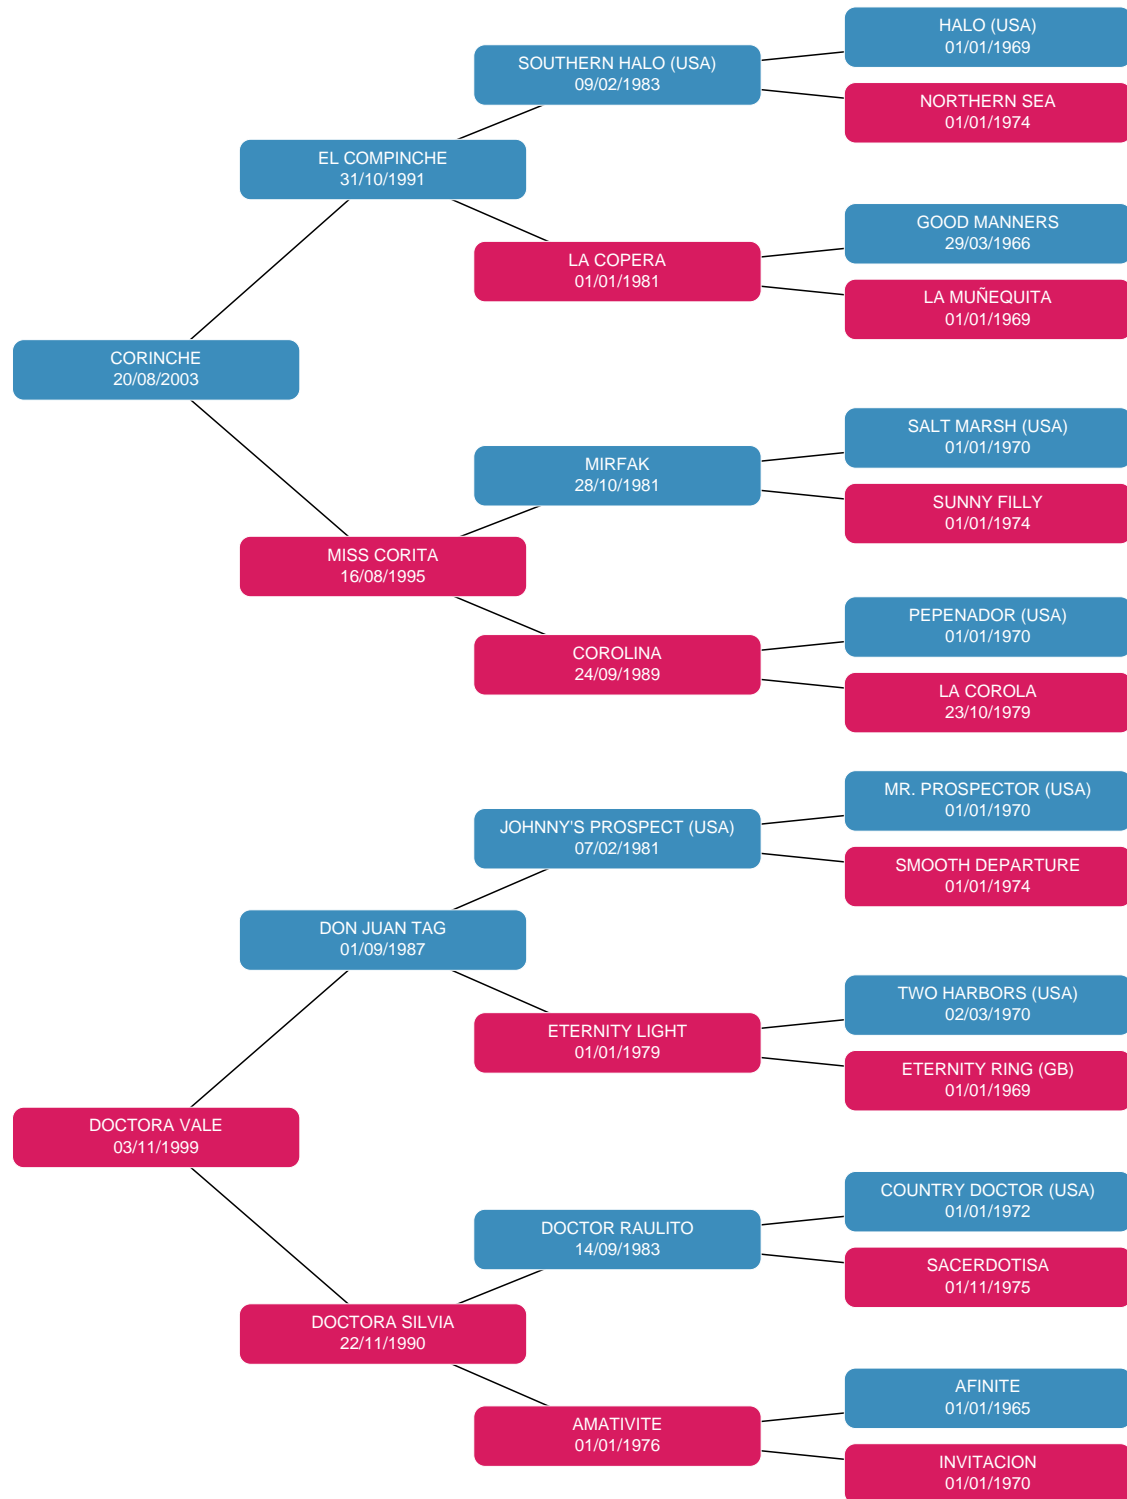 HALO (USA)
01/01/1969
SOUTHERN HALO (USA)
09/02/1983
NORTHERN SEA
01/01/1974
EL COMPINCHE
31/10/1991
GOOD MANNERS
29/03/1966
LA COPERA
01/01/1981
LA MUÑEQUITA
01/01/1969
CORINCHE
20/08/2003
SALT MARSH (USA)
01/01/1970
MIRFAK
28/10/1981
SUNNY FILLY
01/01/1974
MISS CORITA
16/08/1995
PEPENADOR (USA)
01/01/1970
COROLINA
24/09/1989
LA COROLA
23/10/1979
MR. PROSPECTOR (USA)
01/01/1970
JOHNNY'S PROSPECT (USA)
07/02/1981
SMOOTH DEPARTURE
01/01/1974
DON JUAN TAG
01/09/1987
TWO HARBORS (USA)
02/03/1970
ETERNITY LIGHT
01/01/1979
ETERNITY RING (GB)
01/01/1969
DOCTORA VALE
03/11/1999
COUNTRY DOCTOR (USA)
01/01/1972
DOCTOR RAULITO
14/09/1983
SACERDOTISA
01/11/1975
DOCTORA SILVIA
22/11/1990
AFINITE
01/01/1965
AMATIVITE
01/01/1976
INVITACION
01/01/1970